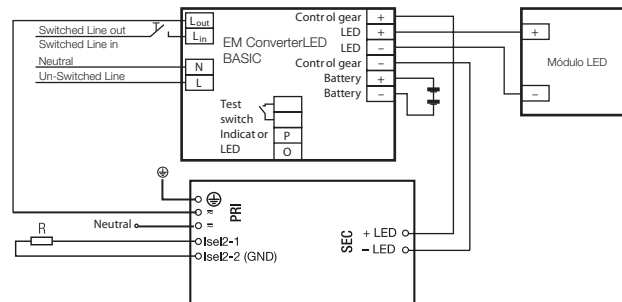 Switched Line out
Switched Line in
Neutral
Un-Switched Line
Lout
Lin
N
L
EM ConverterLED
BASIC
Test
switch
Indicat or
LED
P
O
Control gear +
LED +
LED −
Control gear −
Battery +
Battery −
+
−
Módulo LED
Neutral
R
PRI
=
=
Isel2-1
Isel2-2 (GND)
SEC
+ LED
− LED